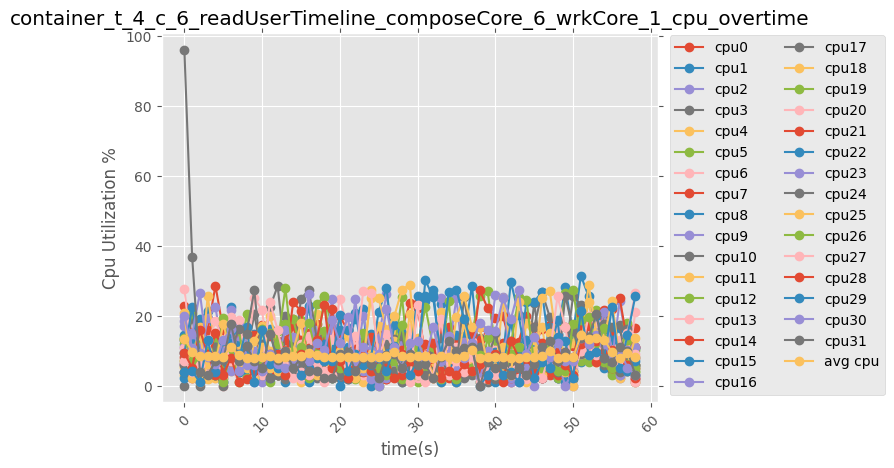 container_t_4_c_6_readUserTimeline_composeCore_6_wrkCore_1_cpu_overtime
Cpu Utilization %
100
80
60
40
20
0
0
10
20
30
40
50
60
time(s)
cpu0
cpu1
cpu2
cpu3
cpu4
cpu5
cpu6
cpu7
cpu8
cpu9
cpu10
cpu11
cpu12
cpu13
cpu14
cpu15
cpu16
cpu17
cpu18
cpu19
cpu20
cpu21
cpu22
cpu23
cpu24
cpu25
cpu26
cpu27
cpu28
cpu29
cpu30
cpu31
avg cpu